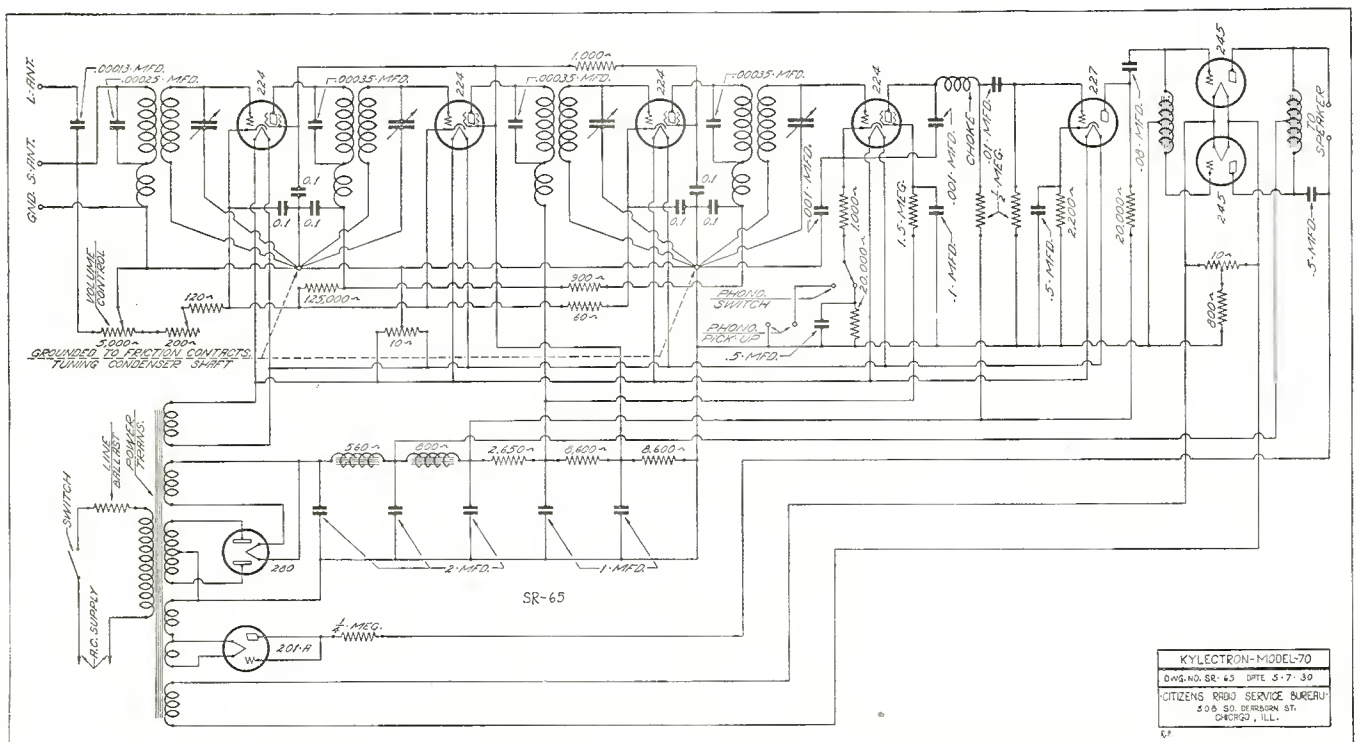 L-ANT.
S-ANT.
GND.
.00013-MFD.
.00025-MFD.
224
.00035-MFD.
224
1,000~
.00035-MFD.
224
.00035-MFD.
224
CHOKE
.01-MFD.
227
.08-MFD.
245
245
TO
SPEAKER
0.1
0.1
0.1
0.1
0.1
0.1
.001-MFD.
1,000~
1.5-MEG.
.001-MFD.
.1-MFD.
½-MEG.
.5-MFD.
2,200~
20,000~
.5-MFD.
10~
800~
VOLUME
CONTROL
5,000~
200~
120~
125,000~
900~
60~
10~
PHONO.
SWITCH
PHONO.
PICK-UP
.5-MFD.
20,000~
GROUNDED TO FRICTION CONTACTS.
TUNING CONDENSER SHAFT
SWITCH
LINE
BALLAST
POWER
TRANS.
A.C. SUPPLY
560~
800~
2,650~
8,600~
8,600~
280
2-MFD.
1-MFD.
SR-65
201-A
¼-MEG.
KYLECTRON-MODEL-70
DWG. NO. SR-65 DATE 5-7-30
CITIZENS RADIO SERVICE BUREAU
508 SO. DEARBORN ST.
CHICAGO, ILL.